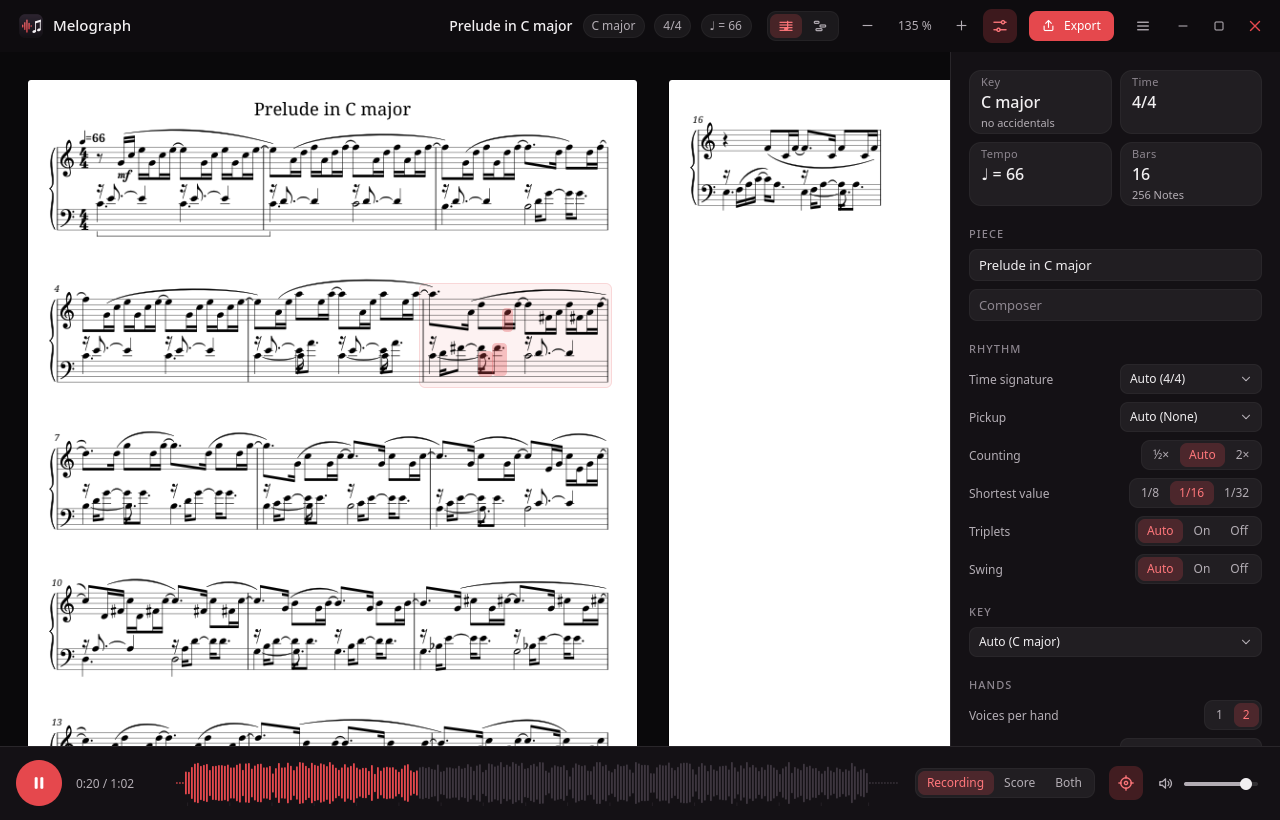 Melograph
Prelude in C major
C major
4/4
♩ = 66
135 %
Export
Prelude in C major
♩=66
mf
4
7
10
13
16
Key
C major
no accidentals
Time
4/4
Tempo
♩ = 66
Bars
16
256 Notes
PIECE
Prelude in C major
Composer
RHYTHM
Time signature Auto (4/4)
Pickup Auto (None)
Counting ½× Auto 2×
Shortest value 1/8 1/16 1/32
Triplets Auto On Off
Swing Auto On Off
KEY
Auto (C major)
HANDS
Voices per hand 1 2
0:20 / 1:02
Recording Score Both